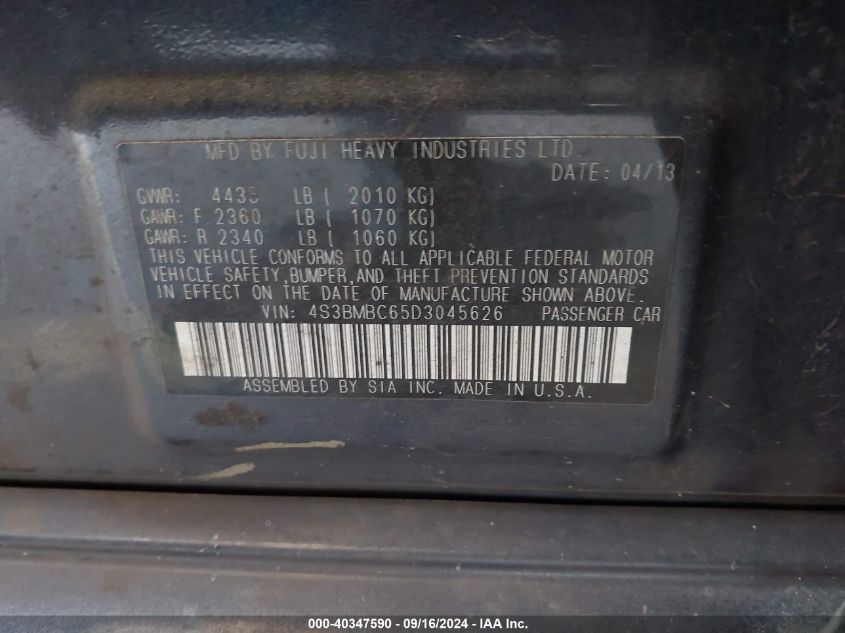 MFD BY FUJI HEAVY INDUSTRIES LTD
DATE: 04/13
GVWR: 4435 LB ( 2010 KG)
GAWR: F 2360 LB ( 1070 KG)
GAWR: R 2340 LB ( 1060 KG)
THIS VEHICLE CONFORMS TO ALL APPLICABLE FEDERAL MOTOR
VEHICLE SAFETY,BUMPER,AND THEFT PREVENTION STANDARDS
IN EFFECT ON THE DATE OF MANUFACTURE SHOWN ABOVE.
VIN: 4S3BMBC65D3045626 PASSENGER CAR
ASSEMBLED BY SIA INC. MADE IN U.S.A.
000-40347590 - 09/16/2024 - IAA Inc.